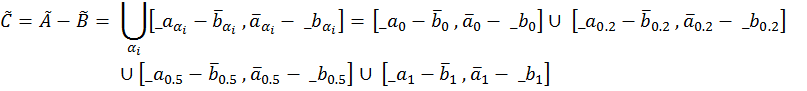 C̃ = Ã − B̃ = ⋃_{α_i} [_a_{α_i} − b̄_{α_i} , ā_{α_i} − _b_{α_i}] = [_a_0 − b̄_0 , ā_0 − _b_0] ∪ [_a_{0.2} − b̄_{0.2} , ā_{0.2} − _b_{0.2}]
∪ [_a_{0.5} − b̄_{0.5} , ā_{0.5} − _b_{0.5}] ∪ [_a_1 − b̄_1 , ā_1 − _b_1]